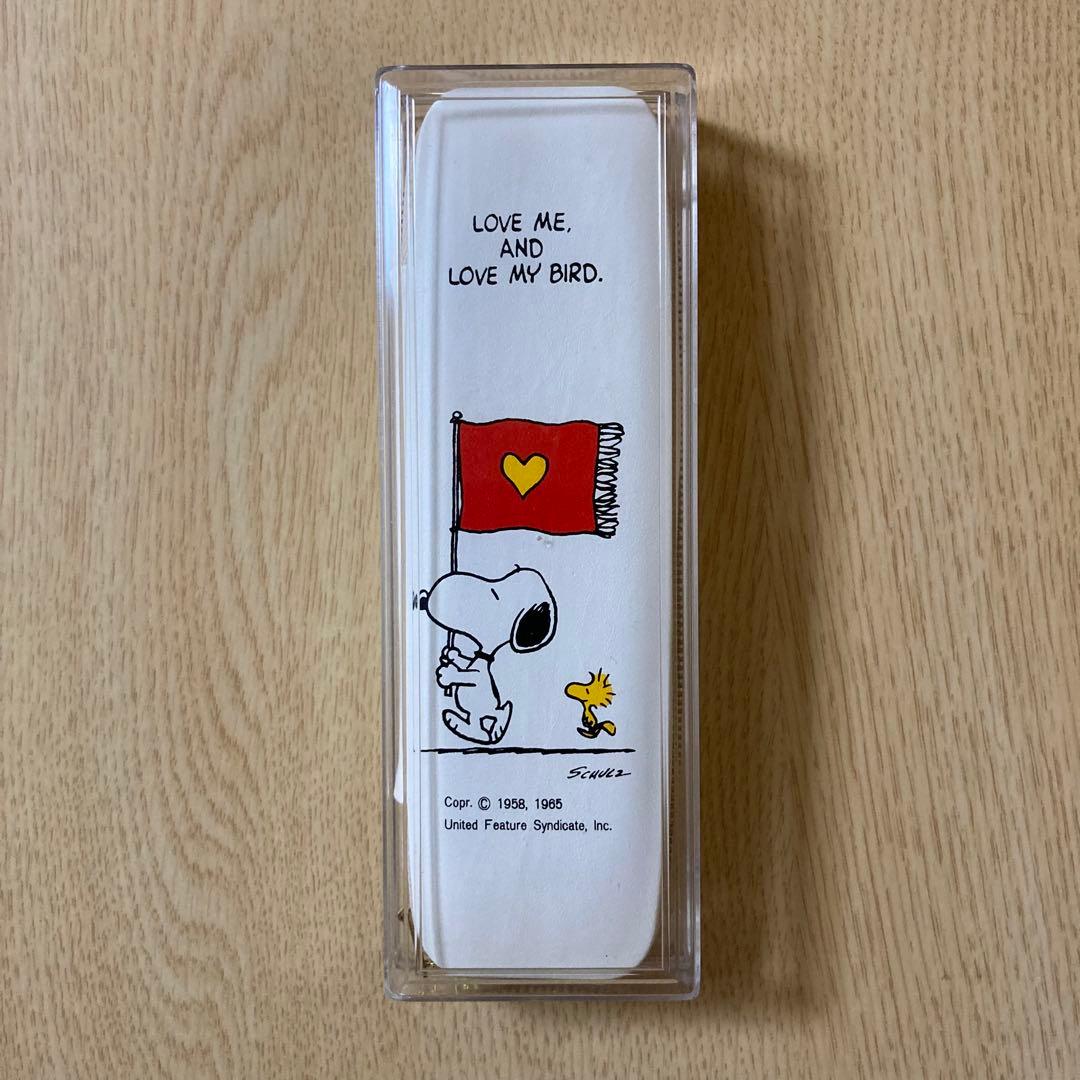 LOVE ME,
AND
LOVE MY BIRD.
SCHULZ
Copr. © 1958, 1965
United Feature Syndicate, Inc.